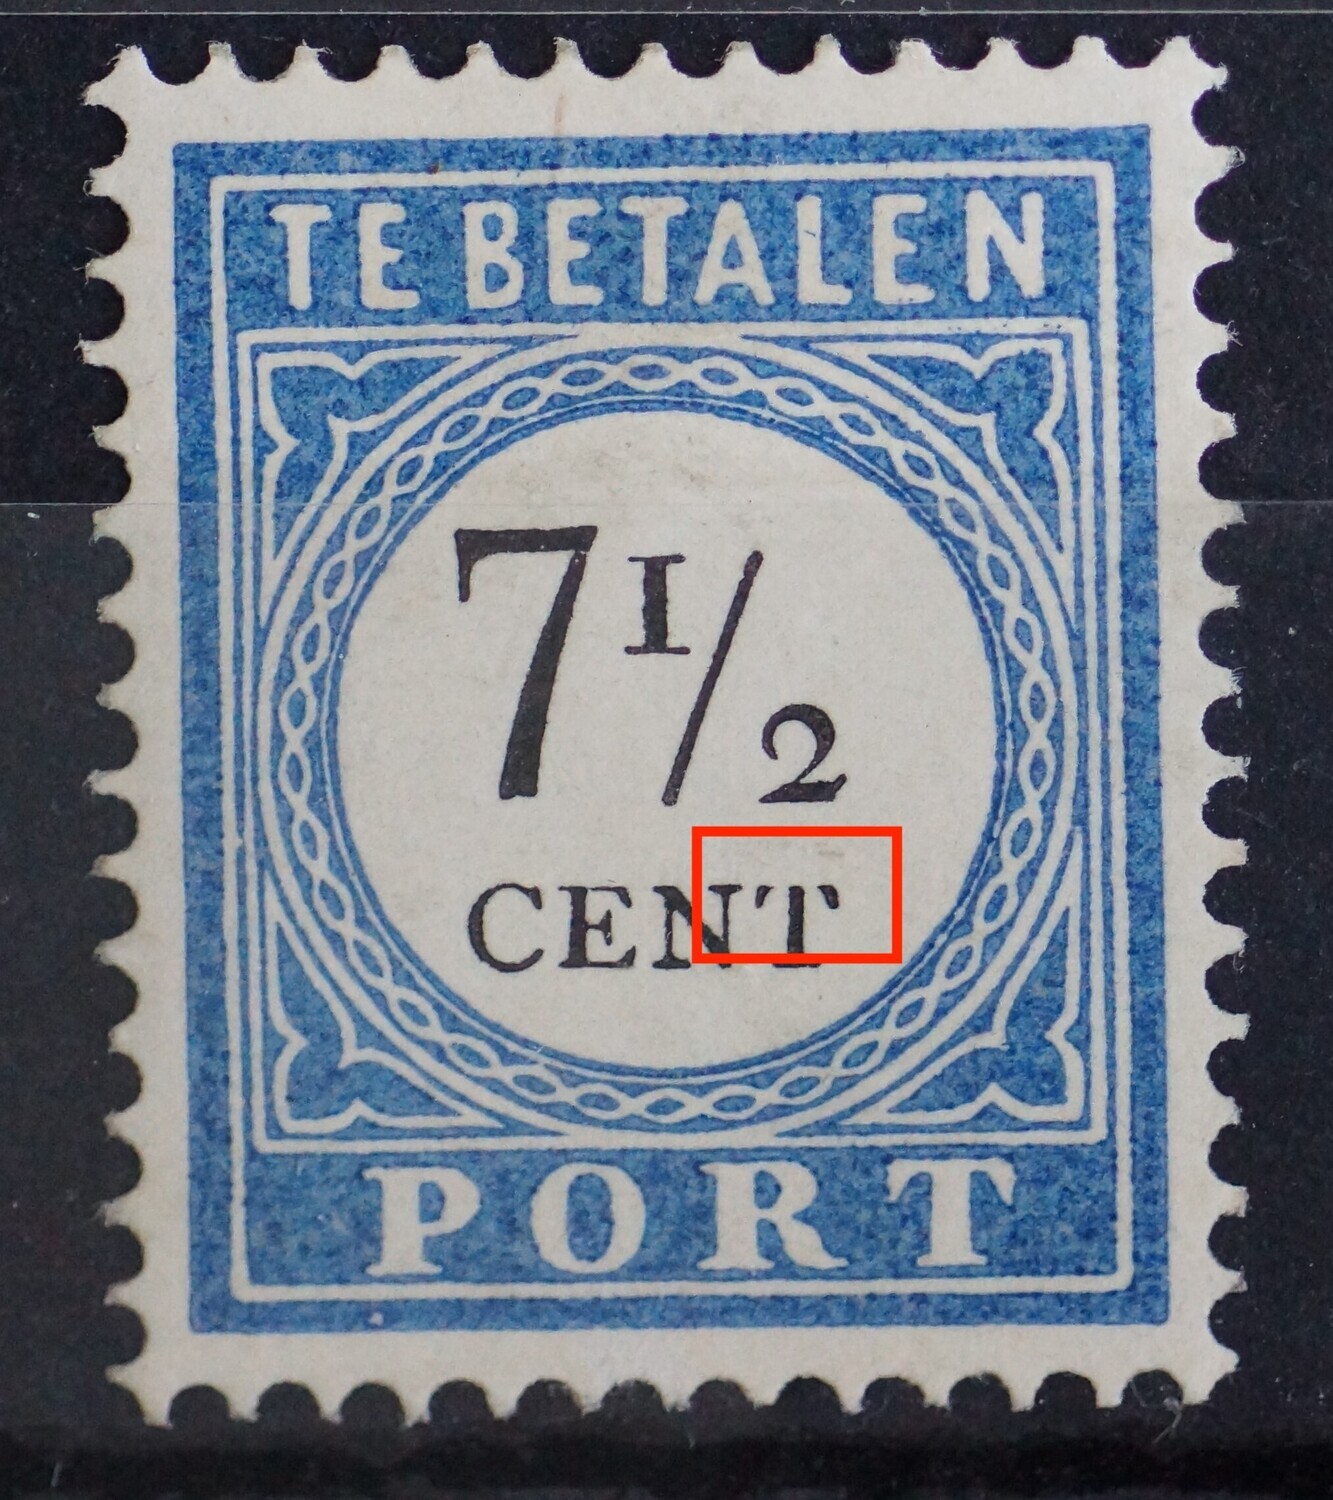 TE BETALEN
7 1/2
CENT
PORT